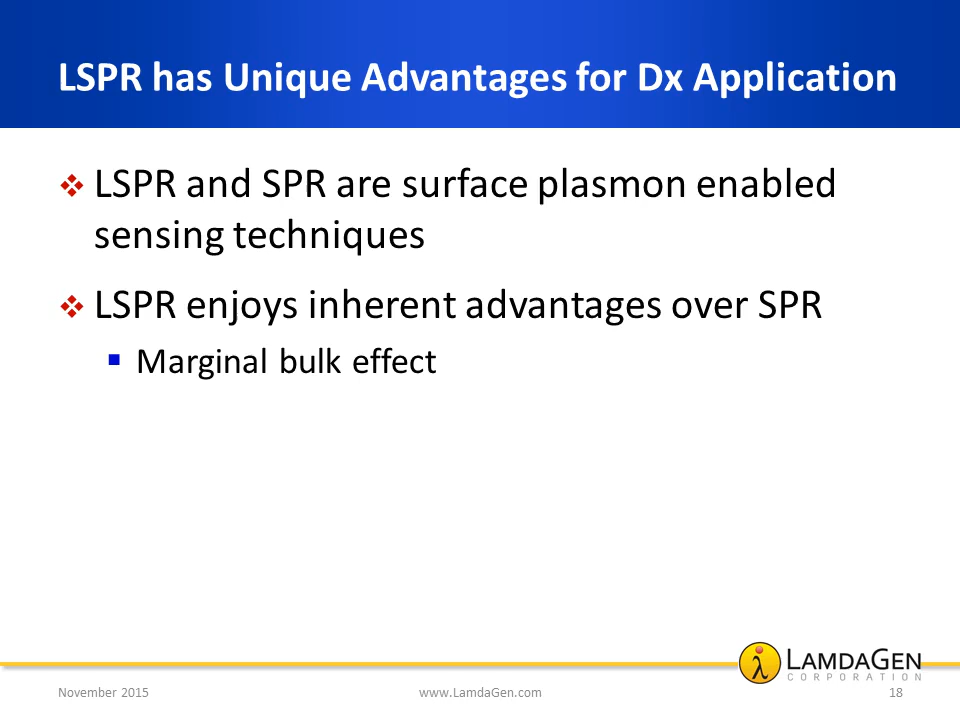 LSPR has Unique Advantages for Dx Application
LSPR and SPR are surface plasmon enabled
sensing techniques
LSPR enjoys inherent advantages over SPR
Marginal bulk effect
λ LAMDAGEN
CORPORATION
November 2015
www.LamdaGen.com
18